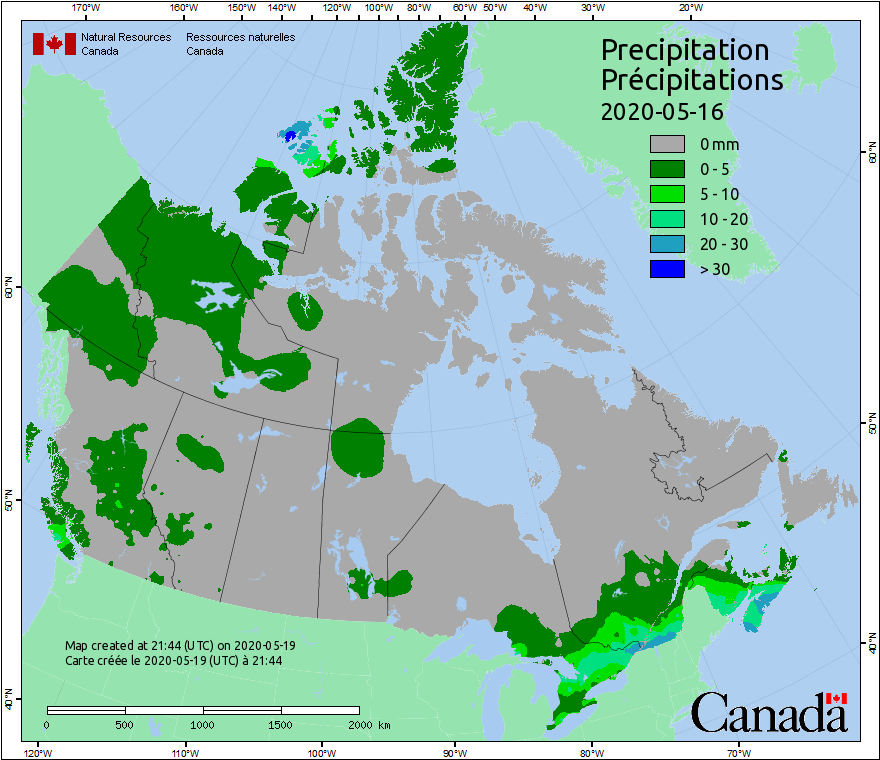 170°W 160°W 150°W 140°W 120°W 100°W 80°W 60°W 50°W 40°W 30°W 20°W
Natural Resources Ressources naturelles
Canada Canada
Precipitation
Précipitations
2020-05-16
0 mm
0 - 5
5 - 10
10 - 20
20 - 30
> 30
60°N 60°N
50°N 50°N
40°N 40°N
Map created at 21:44 (UTC) on 2020-05-19
Carte créée le 2020-05-19 (UTC) à 21:44
0 500 1000 1500 2000 km
Canada
120°W 110°W 100°W 90°W 80°W 70°W